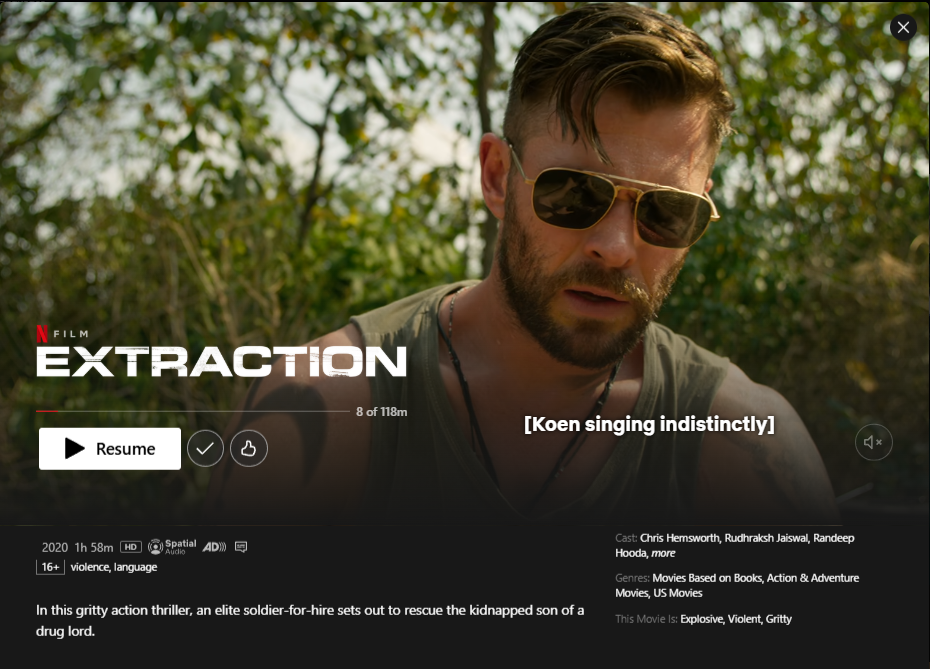 N FILM
EXTRACTION
8 of 118m
Resume
[Koen singing indistinctly]
2020 1h 58m HD Spatial Audio AD
16+ violence, language
In this gritty action thriller, an elite soldier-for-hire sets out to rescue the kidnapped son of a
drug lord.
Cast: Chris Hemsworth, Rudhraksh Jaiswal, Randeep
Hooda, more
Genres: Movies Based on Books, Action & Adventure
Movies, US Movies
This Movie Is: Explosive, Violent, Gritty